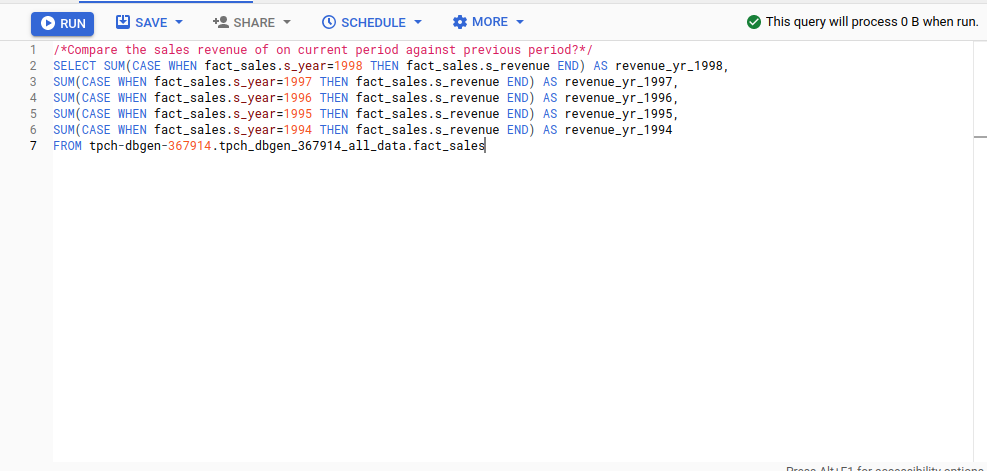 RUN SAVE SHARE SCHEDULE MORE This query will process 0 B when run.
1 /*Compare the sales revenue of on current period against previous period?*/
2 SELECT SUM(CASE WHEN fact_sales.s_year=1998 THEN fact_sales.s_revenue END) AS revenue_yr_1998,
3 SUM(CASE WHEN fact_sales.s_year=1997 THEN fact_sales.s_revenue END) AS revenue_yr_1997,
4 SUM(CASE WHEN fact_sales.s_year=1996 THEN fact_sales.s_revenue END) AS revenue_yr_1996,
5 SUM(CASE WHEN fact_sales.s_year=1995 THEN fact_sales.s_revenue END) AS revenue_yr_1995,
6 SUM(CASE WHEN fact_sales.s_year=1994 THEN fact_sales.s_revenue END) AS revenue_yr_1994
7 FROM tpch-dbgen-367914.tpch_dbgen_367914_all_data.fact_sales
Press Alt+F1 for accessibility options